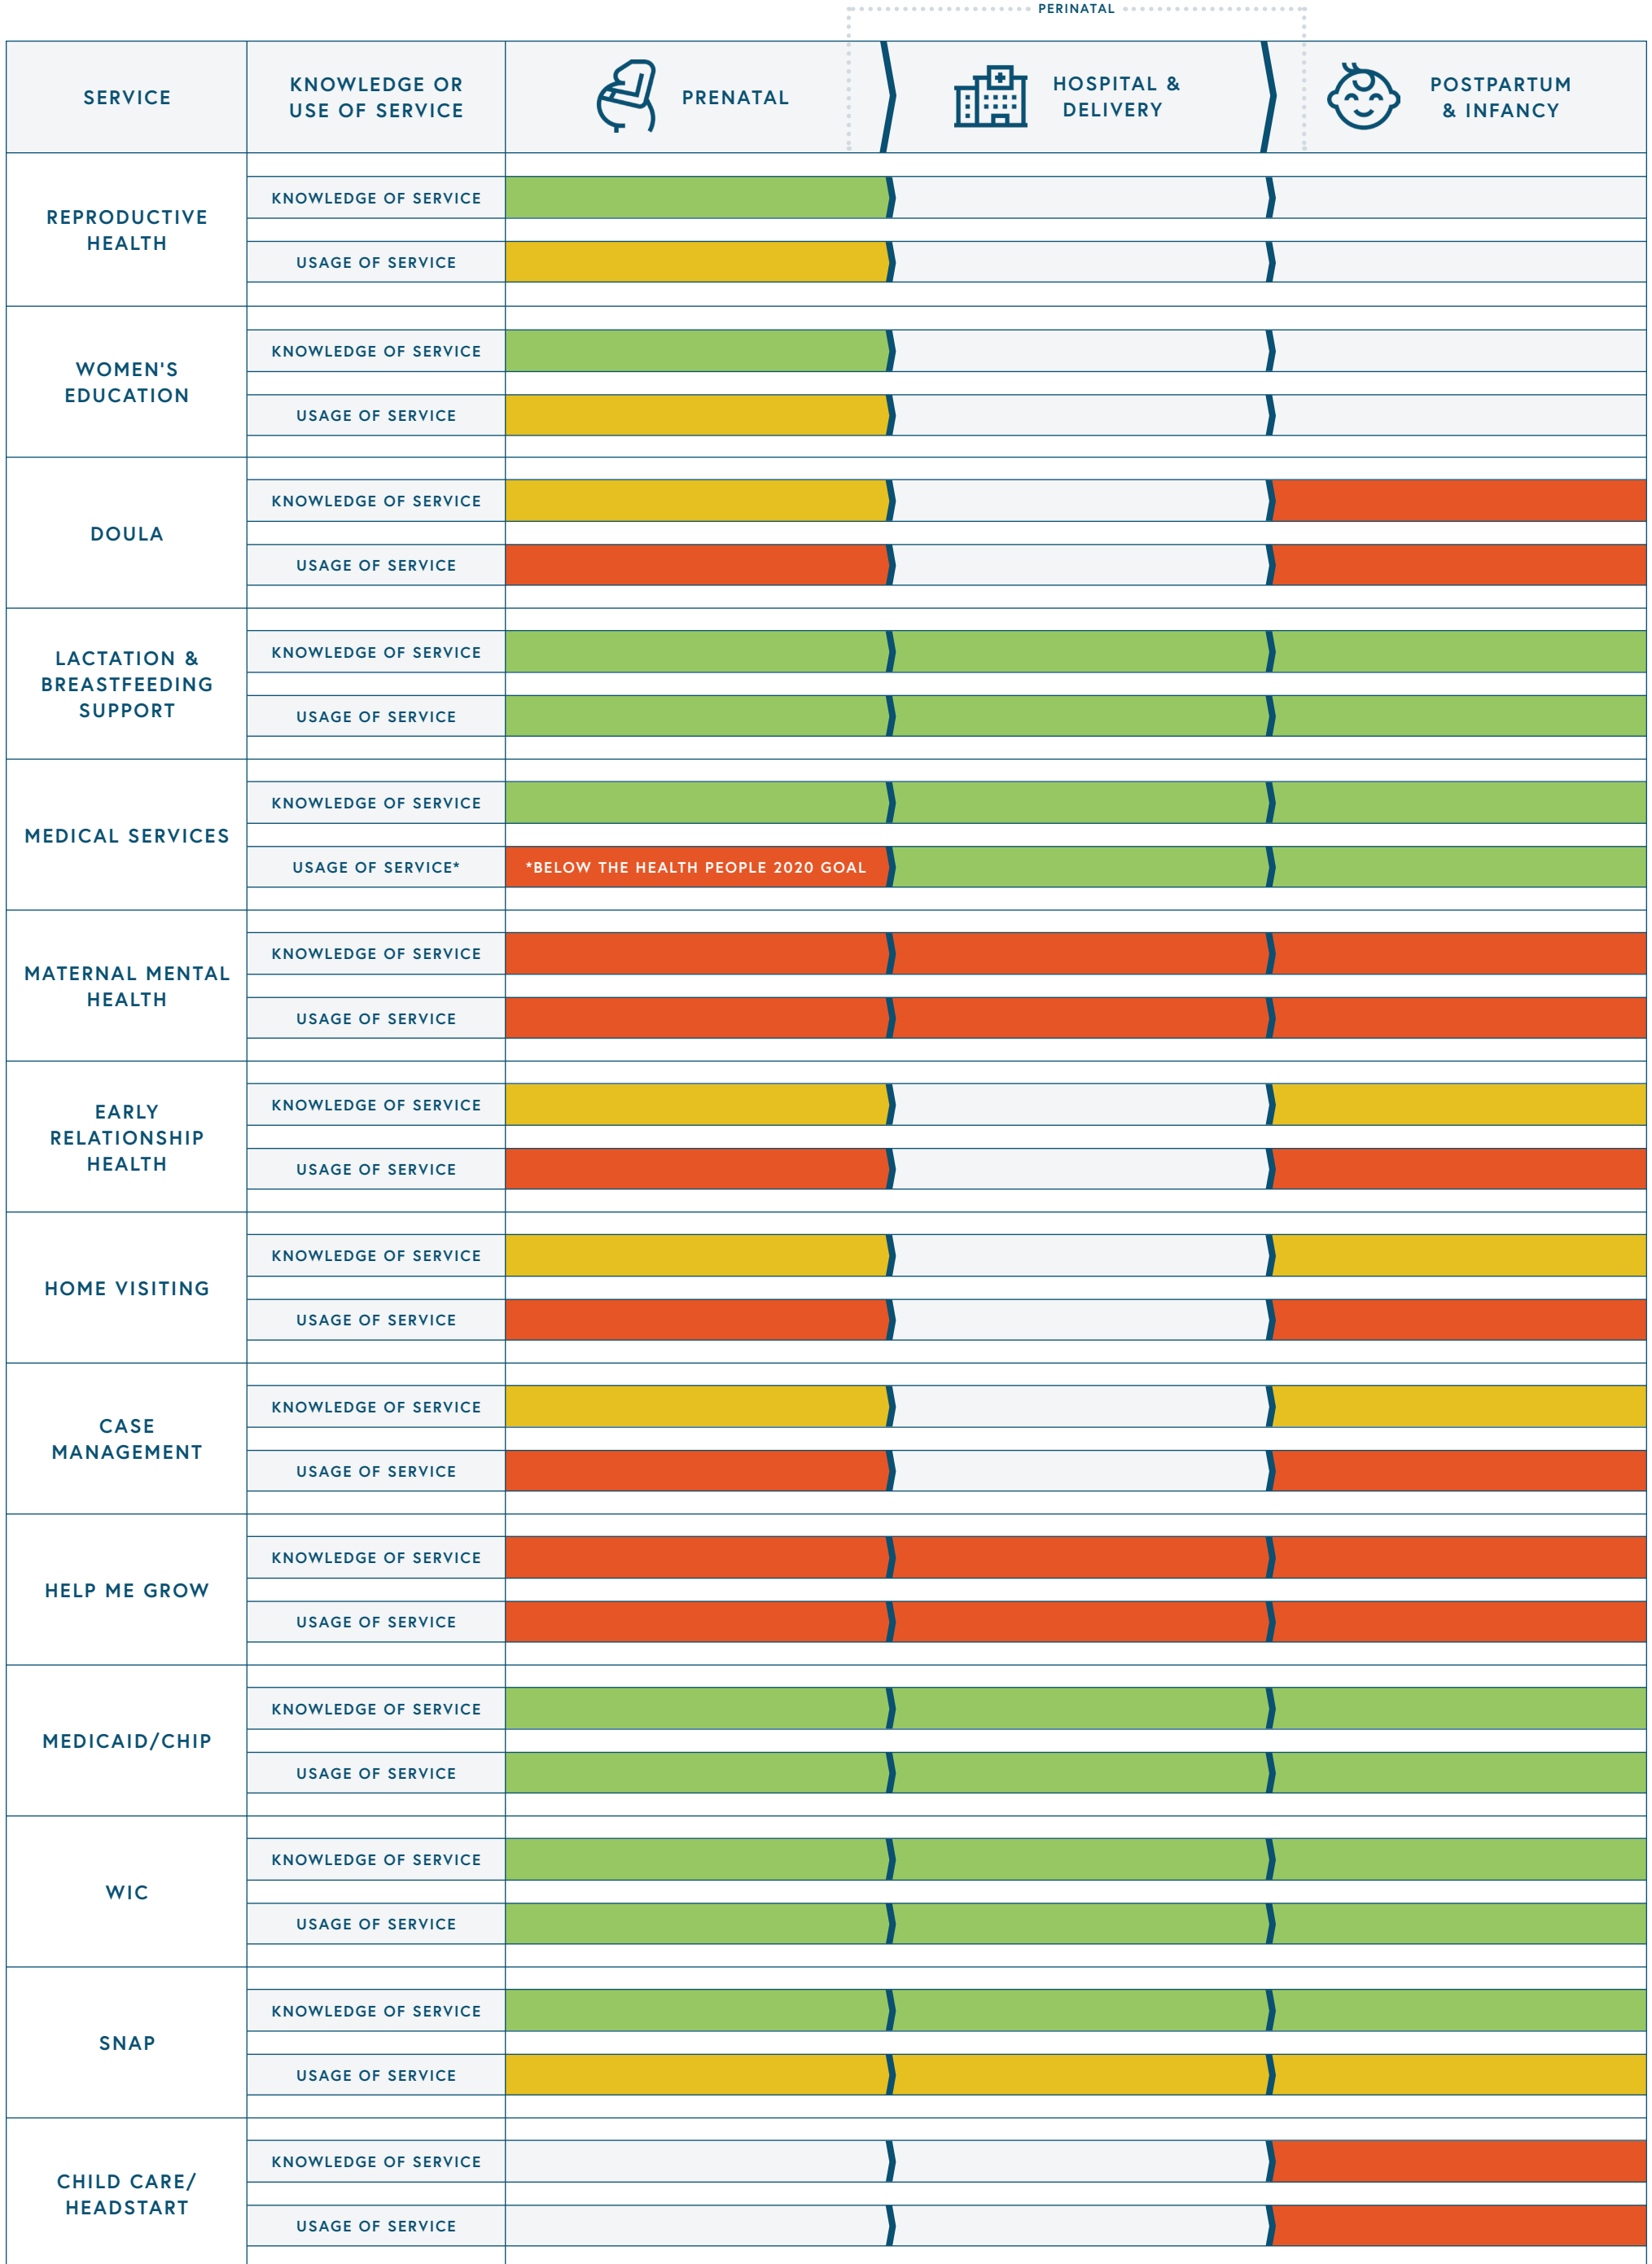 PERINATAL
SERVICE
KNOWLEDGE OR
USE OF SERVICE
PRENATAL
HOSPITAL &
DELIVERY
POSTPARTUM
& INFANCY
REPRODUCTIVE
HEALTH
KNOWLEDGE OF SERVICE
USAGE OF SERVICE
WOMEN'S
EDUCATION
KNOWLEDGE OF SERVICE
USAGE OF SERVICE
DOULA
KNOWLEDGE OF SERVICE
USAGE OF SERVICE
LACTATION &
BREASTFEEDING
SUPPORT
KNOWLEDGE OF SERVICE
USAGE OF SERVICE
MEDICAL SERVICES
KNOWLEDGE OF SERVICE
USAGE OF SERVICE*
*BELOW THE HEALTH PEOPLE 2020 GOAL
MATERNAL MENTAL
HEALTH
KNOWLEDGE OF SERVICE
USAGE OF SERVICE
EARLY
RELATIONSHIP
HEALTH
KNOWLEDGE OF SERVICE
USAGE OF SERVICE
HOME VISITING
KNOWLEDGE OF SERVICE
USAGE OF SERVICE
CASE
MANAGEMENT
KNOWLEDGE OF SERVICE
USAGE OF SERVICE
HELP ME GROW
KNOWLEDGE OF SERVICE
USAGE OF SERVICE
MEDICAID/CHIP
KNOWLEDGE OF SERVICE
USAGE OF SERVICE
WIC
KNOWLEDGE OF SERVICE
USAGE OF SERVICE
SNAP
KNOWLEDGE OF SERVICE
USAGE OF SERVICE
CHILD CARE/
HEADSTART
KNOWLEDGE OF SERVICE
USAGE OF SERVICE